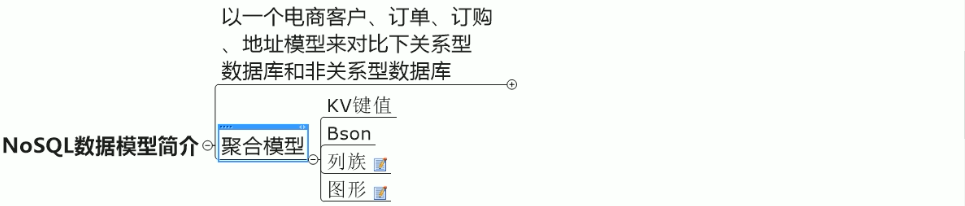 以一个电商客户、订单、订购
、地址模型来对比下关系型
数据库和非关系型数据库
KV键值
Bson
NoSQL数据模型简介
聚合模型
列族
图形